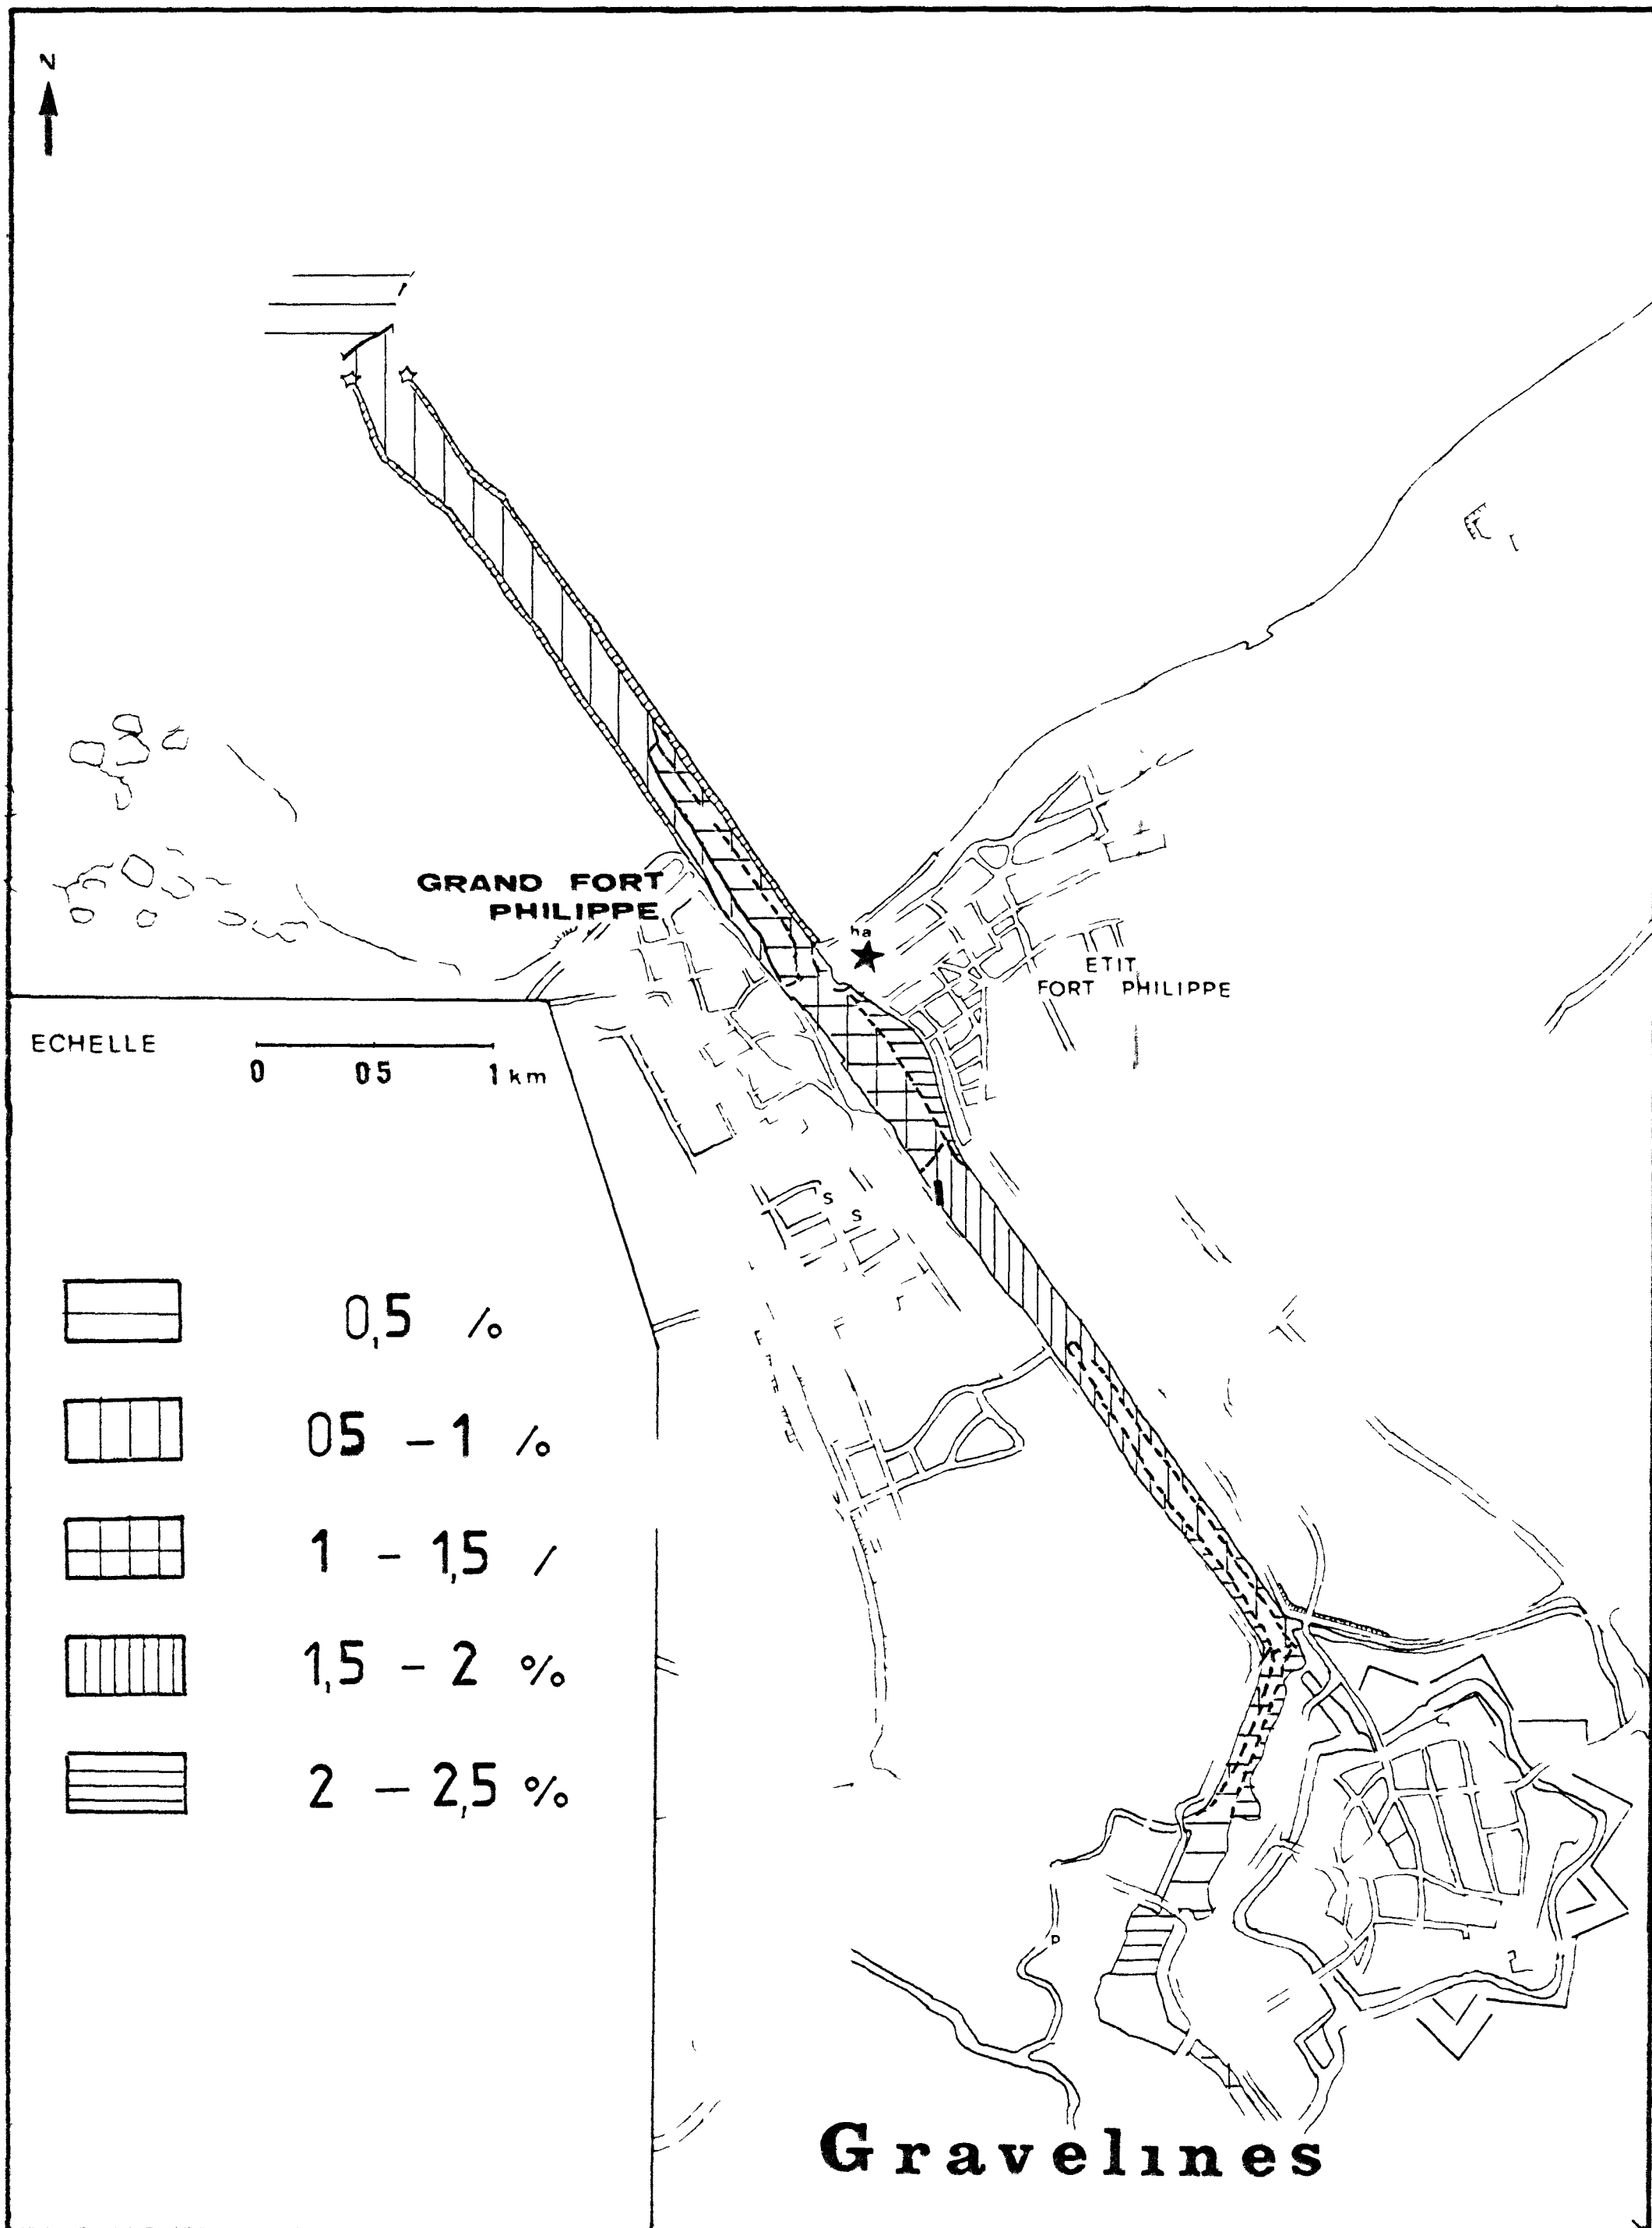 N
GRAND FORT
PHILIPPE
ha
ETIT
FORT PHILIPPE
ECHELLE
0 05 1 km
S
S
0,5 /o
05 – 1 /o
1 – 1,5 /
1,5 – 2 %
2 – 2,5 %
P
Gravelines